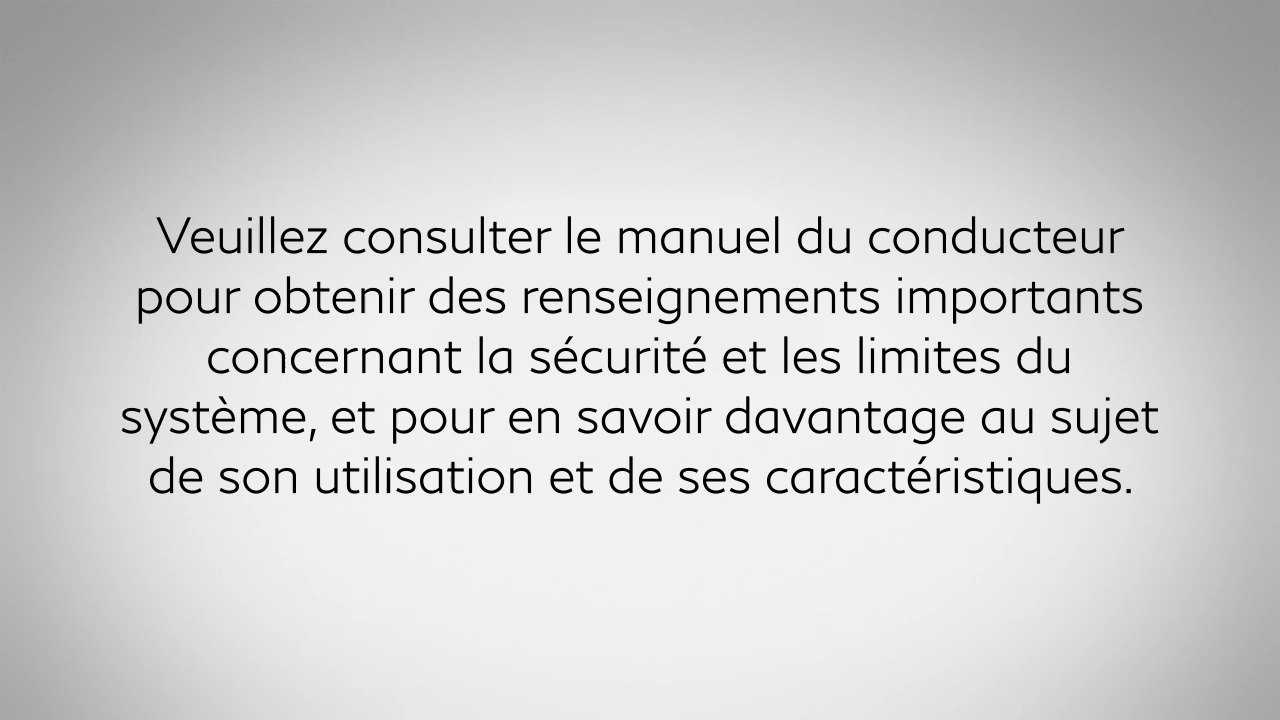 Veuillez consulter le manuel du conducteur
pour obtenir des renseignements importants
concernant la sécurité et les limites du
système, et pour en savoir davantage au sujet
de son utilisation et de ses caractéristiques.